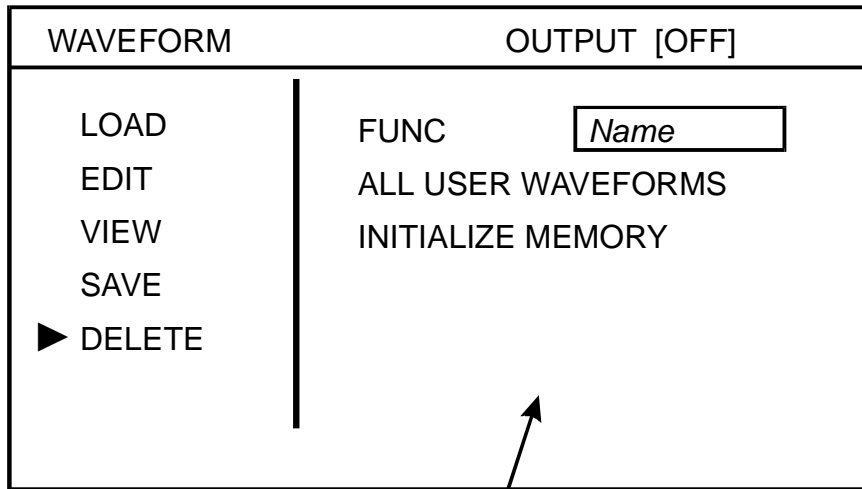 WAVEFORM OUTPUT [OFF]
LOAD
EDIT
VIEW
SAVE
DELETE
FUNC Name
ALL USER WAVEFORMS
INITIALIZE MEMORY